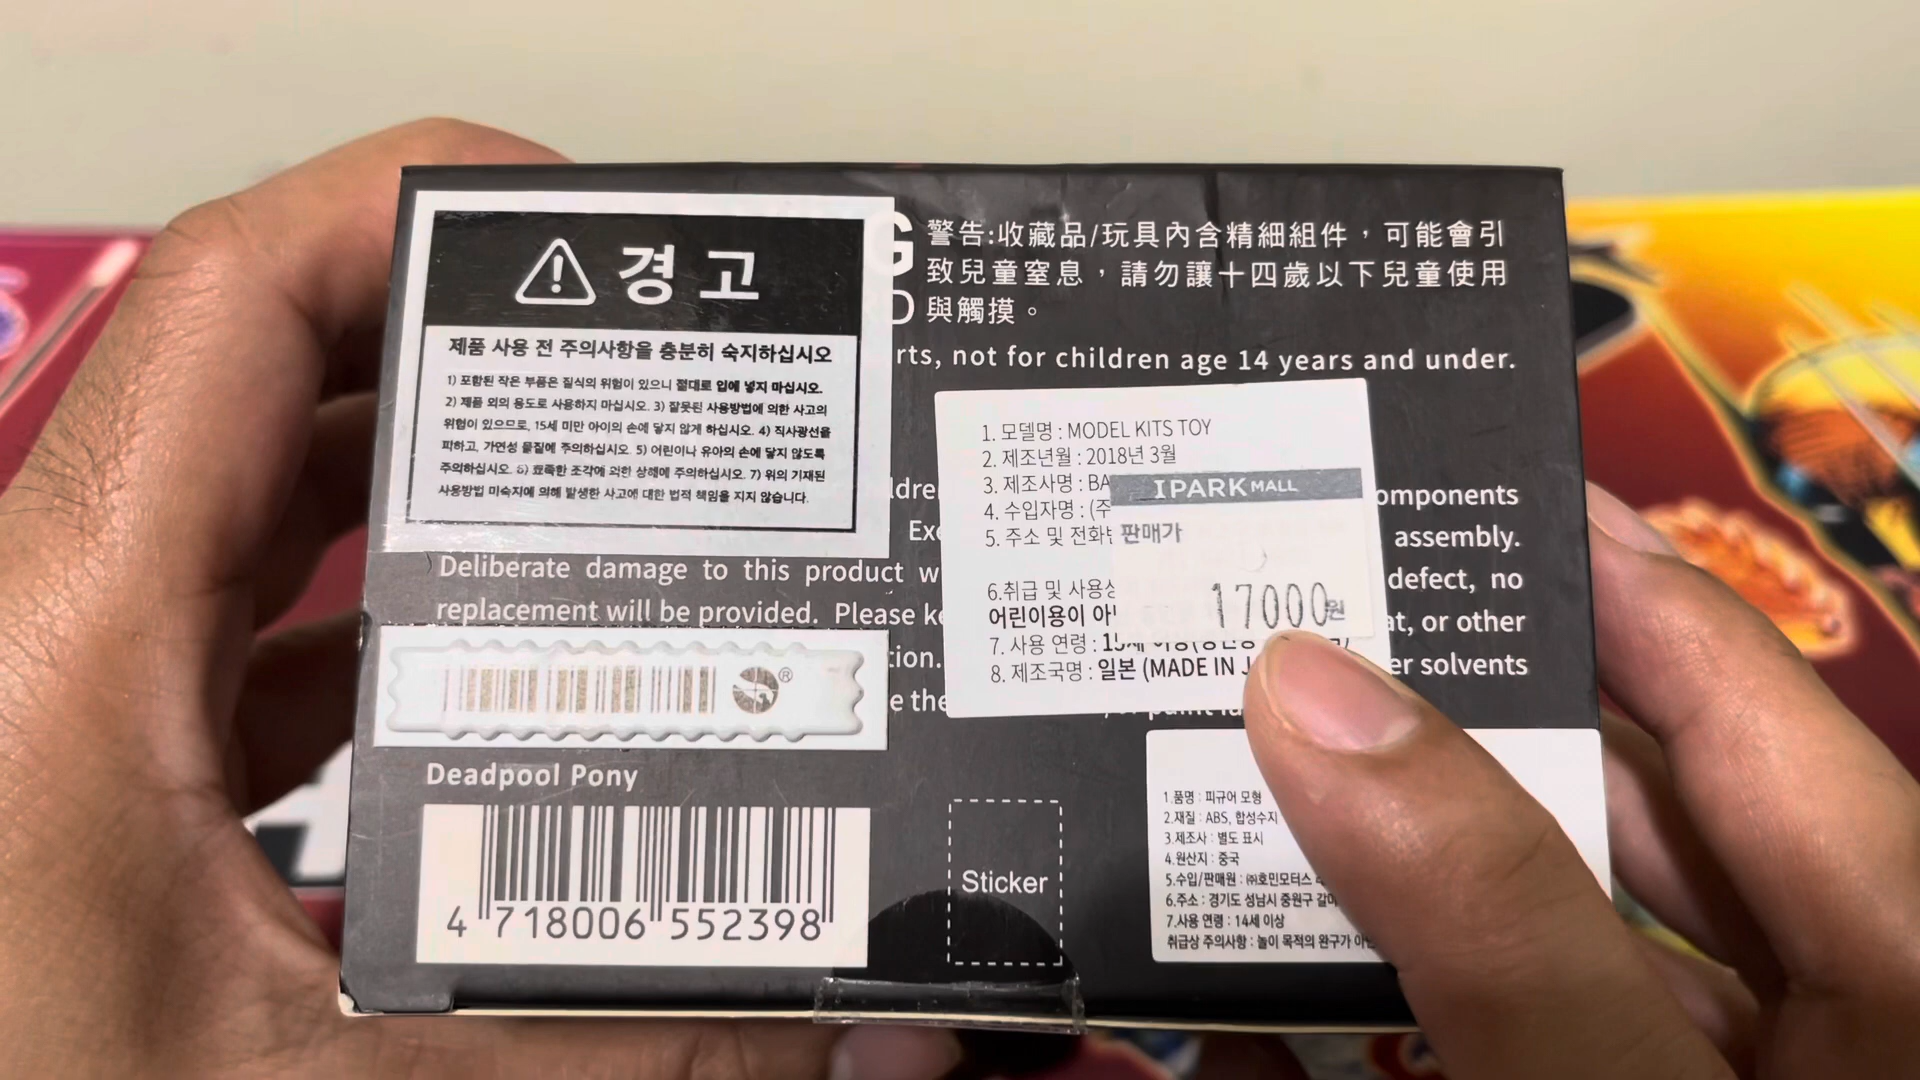 경고
제품 사용 전 주의사항을 충분히 숙지하십시오
1) 포함된 작은 부품은 질식의 위험이 있으니 절대로 입에 넣지 마십시오.
2) 제품 외의 용도로 사용하지 마십시오. 3) 잘못된 사용방법에 의한 사고의
위험이 있으므로, 15세 미만 아이의 손에 닿지 않게 하십시오. 4) 직사광선을
피하고, 가연성 물질에 주의하십시오. 5) 어린이나 유아의 손에 닿지 않도록
주의하십시오. 6) 뾰족한 조각에 의한 상해에 주의하십시오. 7) 위의 기재된
사용방법 미숙지에 의해 발생한 사고에 대한 법적 책임을 지지 않습니다.
G
D
警告:收藏品/玩具內含精細組件，可能會引
致兒童窒息，請勿讓十四歲以下兒童使用
與觸摸。
rts, not for children age 14 years and under.
ldre
omponents
Exe
assembly.
Deliberate damage to this product w
defect, no
replacement will be provided. Please ke
at, or other
tion.
er solvents
e the
1. 모델명 : MODEL KITS TOY
2. 제조년월 : 2018년 3월
3. 제조사명 : BA
4. 수입자명 : (주
5. 주소 및 전화번
6.취급 및 사용상
어린이용이 아니
7. 사용 연령 : 15세 이상
8. 제조국명 : 일본 (MADE IN J
IPARK MALL
판매가
17000원
®
Deadpool Pony
4 718006 552398
Sticker
1.품명 : 피규어 모형
2.재질 : ABS, 합성수지
3.제조사 : 별도 표시
4.원산지 : 중국
5.수입/판매원 : ㈜호민모터스
6.주소 : 경기도 성남시 중원구 갈마
7.사용 연령 : 14세 이상
취급상 주의사항 : 놀이 목적의 완구가 아